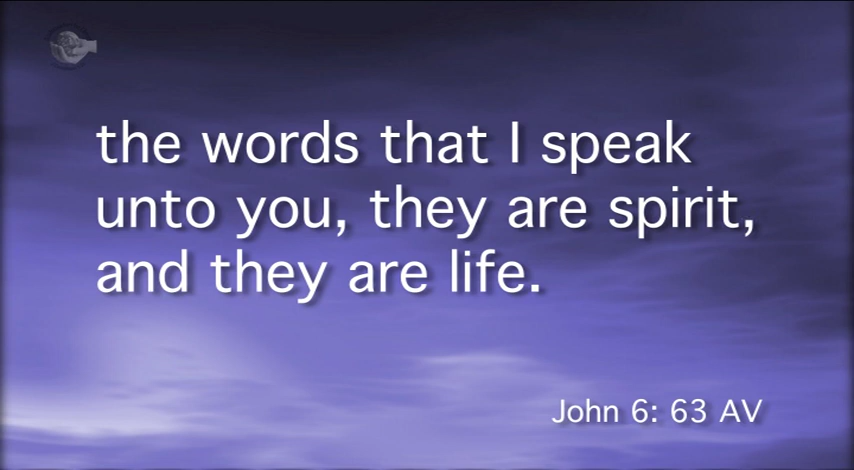 the words that I speak
unto you, they are spirit,
and they are life.
John 6: 63 AV